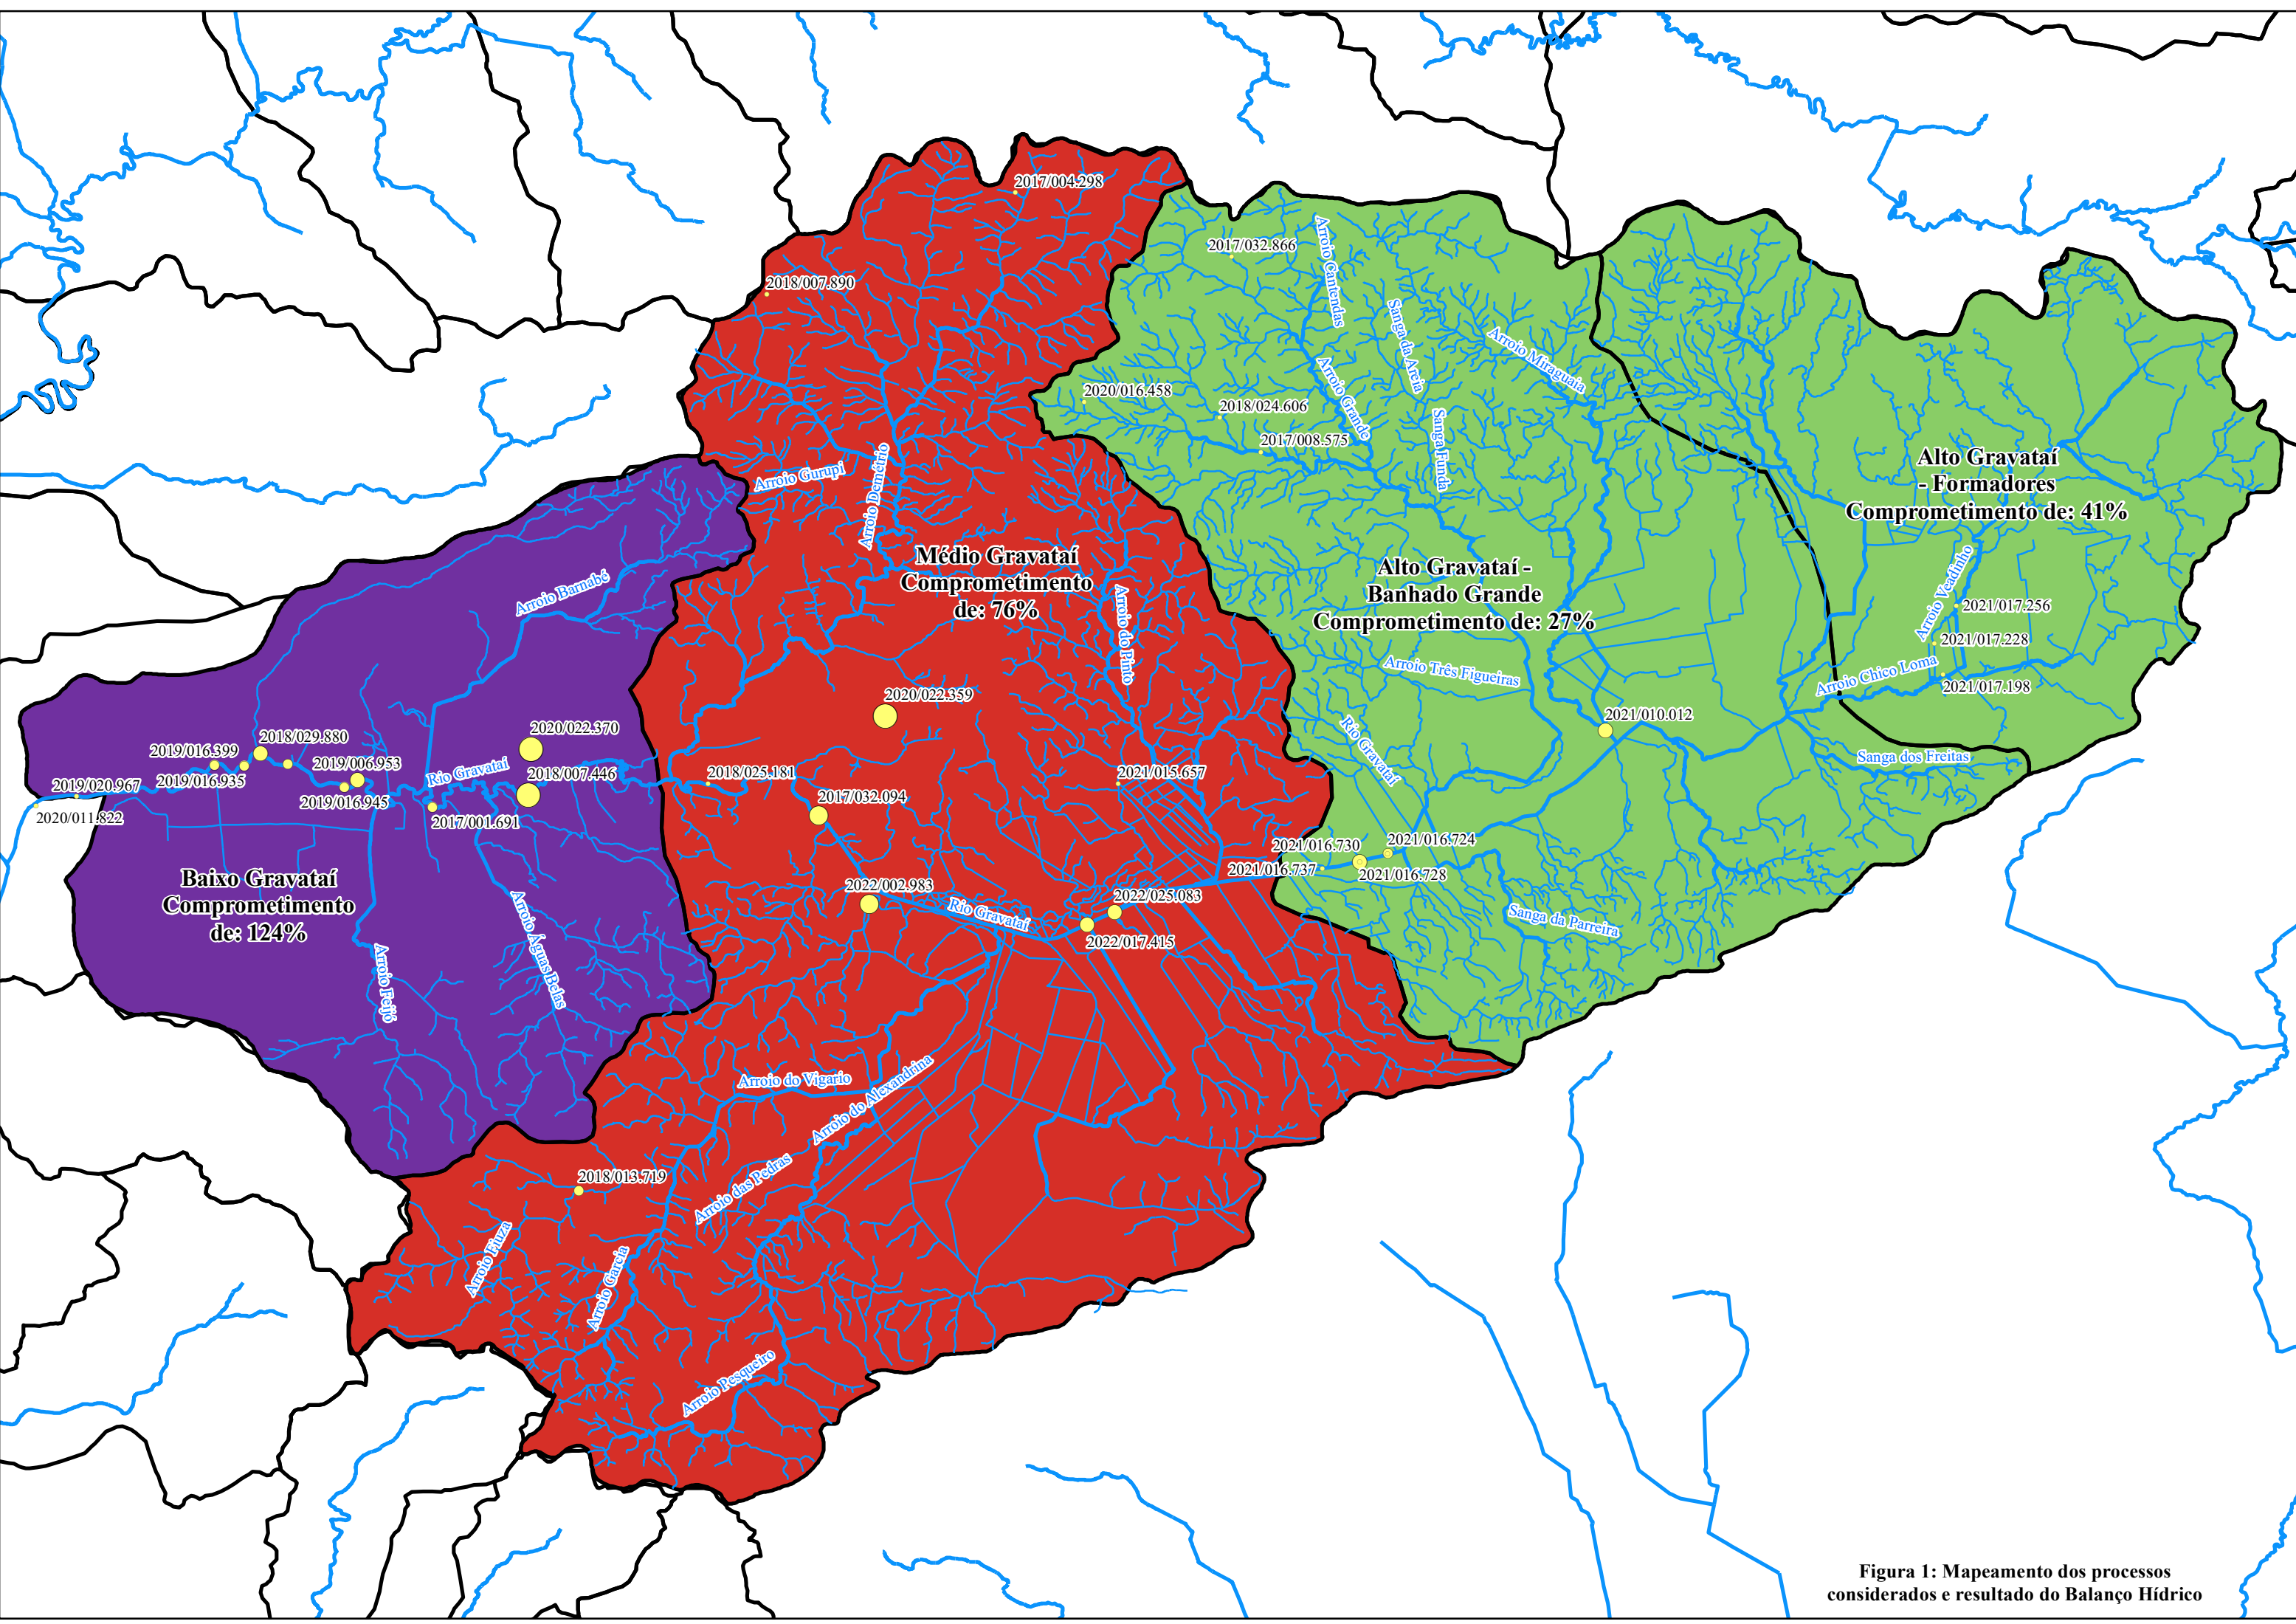 2017/004.298
2017/032.866
Arroio Cantendas
2018/007.890
Sanga da Areia
Arroio Miraguaia
Arroio Grande
2020/016.458
2018/024.606
2017/008.575
Sanga Funda
Arroio Gurupi
Arroio Demétrio
Alto Gravataí
- Formadores
Comprometimento de: 41%
Médio Gravataí
Comprometimento
de: 76%
Alto Gravataí -
Banhado Grande
Comprometimento de: 27%
Arroio Barnabé
Arroio do Pinto
Arroio Veadinho
2021/017.256
2021/017.228
Arroio Chico Loma
2021/017.198
Arroio Três Figueiras
2020/022.359
2021/010.012
Rio Gravataí
2020/022.370
2018/029.880
2019/016.399
2019/006.953
2019/016.935
2019/020.967
2019/016.945
Rio Gravataí
2018/007.446
2018/025.181
2021/015.657
Sanga dos Freitas
2017/032.094
2020/011.822
2017/001.691
2021/016.730
2021/016.724
2021/016.737
2021/016.728
Baixo Gravataí
Comprometimento
de: 124%
2022/002.983
2022/025.083
Rio Gravataí
2022/017.415
Sanga da Parreira
Arroio Águas Belas
Arroio Feijó
Arroio do Vigario
Arroio do Alexandrina
2018/013.719
Arroio das Pedras
Arroio Fiuza
Arroio Garcia
Arroio Pesqueiro
Figura 1: Mapeamento dos processos
considerados e resultado do Balanço Hídrico